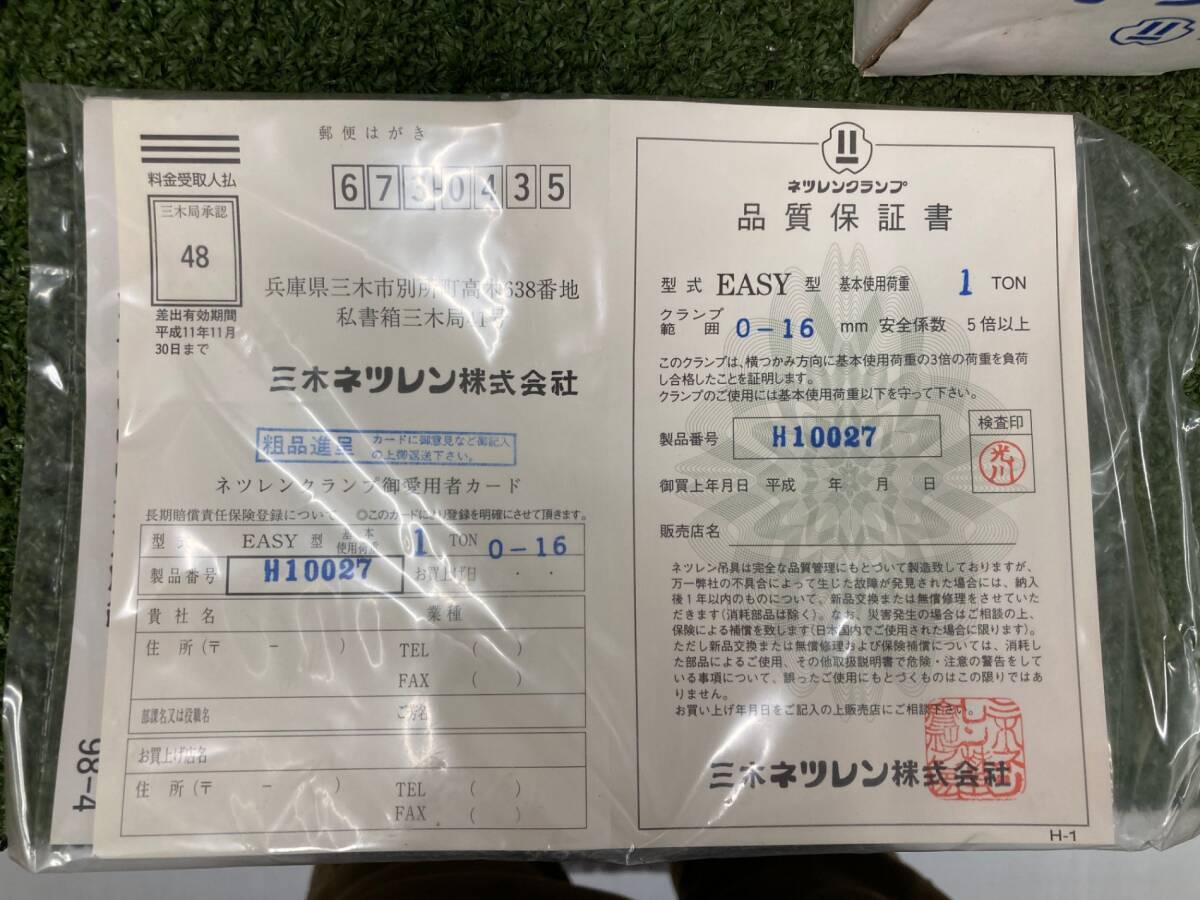 郵便はがき
料金受取人払
673-0435
三木局承認
48
差出有効期間
平成11年11月
30日まで
兵庫県三木市別所町高木638番地
私書箱三木局 号
三木ネツレン株式会社
粗品進呈 カードに御意見など御記入
の上御返送下さい。
ネツレンクランプ御愛用者カード
長期賠償責任保険登録について ◎このカードにより登録を明確にさせて頂きます。
型式 EASY 型 基本使用荷重 1 TON 0-16
製品番号 H10027 お買上げ日 ・ ・
貴社名 業種
住所(〒 - ) TEL ( )
FAX ( )
部課名又は役職名 ご芳名
お買上げ店名
住所(〒 - ) TEL ( )
FAX ( )
98-4
ネツレンクランプ
品質保証書
型式 EASY 型 基本使用荷重 1 TON
クランプ範囲 0-16 mm 安全係数 5倍以上
このクランプは、横つかみ方向に基本使用荷重の3倍の荷重を負荷
し合格したことを証明します。
クランプのご使用には基本使用荷重以下を守って下さい。
製品番号 H10027
検査印
光川
御買上年月日 平成 年 月 日
販売店名
ネツレン吊具は完全な品質管理にもとづいて製造致しておりますが、
万一弊社の不具合によって生じた故障が発見された場合には、納入
後1年以内のものについて、新品交換または無償修理をさせていた
だきます(消耗部品は除く)。なお、災害発生の場合はご相談の上、
保険による補償を致します(日本国内でご使用された場合に限ります)。
ただし新品交換または無償修理および保険補償については、消耗し
た部品によるご使用、その他取扱説明書で危険・注意の警告をして
いる事項について、誤ったご使用にもとづくものはこの限りではあ
りません。
お買い上げ年月日をご記入の上販売店にご相談下さい。
三木ネツレン株式会社
H-1